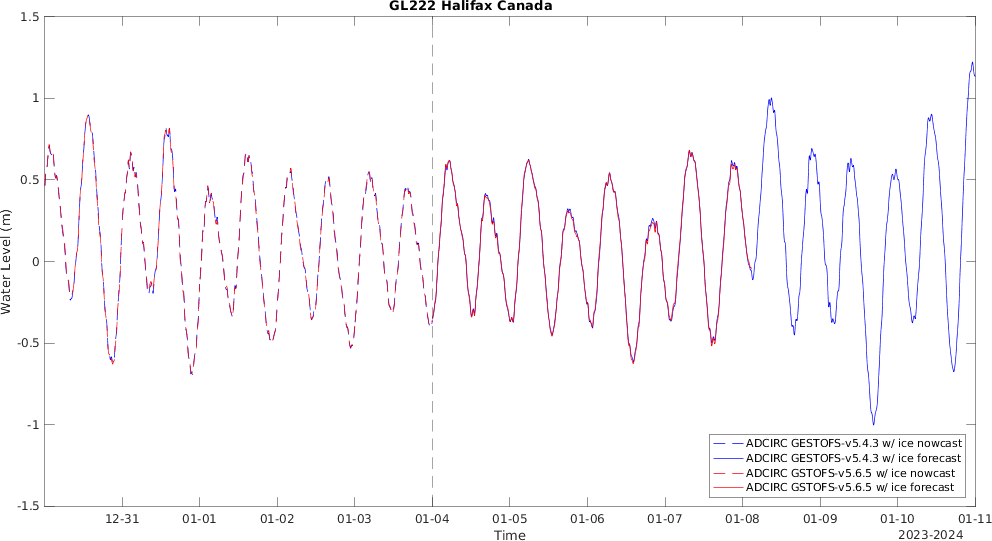 GL222 Halifax Canada
1.5
1
0.5
0
-0.5
-1
-1.5
Water Level (m)
12-31 01-01 01-02 01-03 01-04 01-05 01-06 01-07 01-08 01-09 01-10 01-11
Time
2023-2024
ADCIRC GESTOFS-v5.4.3 w/ ice nowcast
ADCIRC GESTOFS-v5.4.3 w/ ice forecast
ADCIRC GSTOFS-v5.6.5 w/ ice nowcast
ADCIRC GSTOFS-v5.6.5 w/ ice forecast